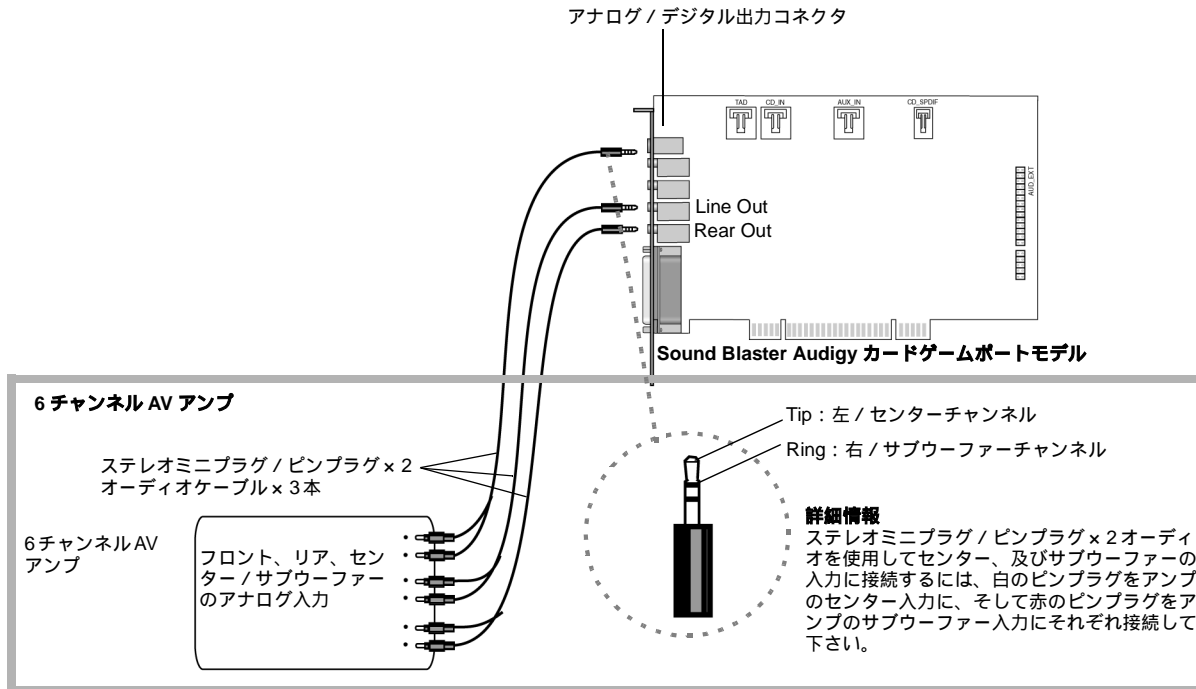 アナログ / デジタル出力コネクタ
TAD
CD_IN
AUX_IN
CD_SPDIF
AUD_EXT
Line Out
Rear Out
Sound Blaster Audigy カードゲームポートモデル
6 チャンネル AV アンプ
Tip：左 / センターチャンネル
Ring：右 / サブウーファーチャンネル
ステレオミニプラグ / ピンプラグ x 2
オーディオケーブル x 3本
6チャンネル AV
アンプ
フロント、リア、セン
ター / サブウーファー
のアナログ入力
詳細情報
ステレオミニプラグ / ピンプラグ x 2 オーディ
オを使用してセンター、及びサブウーファーの
入力に接続するには、白のピンプラグをアンプ
のセンター入力に、そして赤のピンプラグをア
ンプのサブウーファー入力にそれぞれ接続して
下さい。